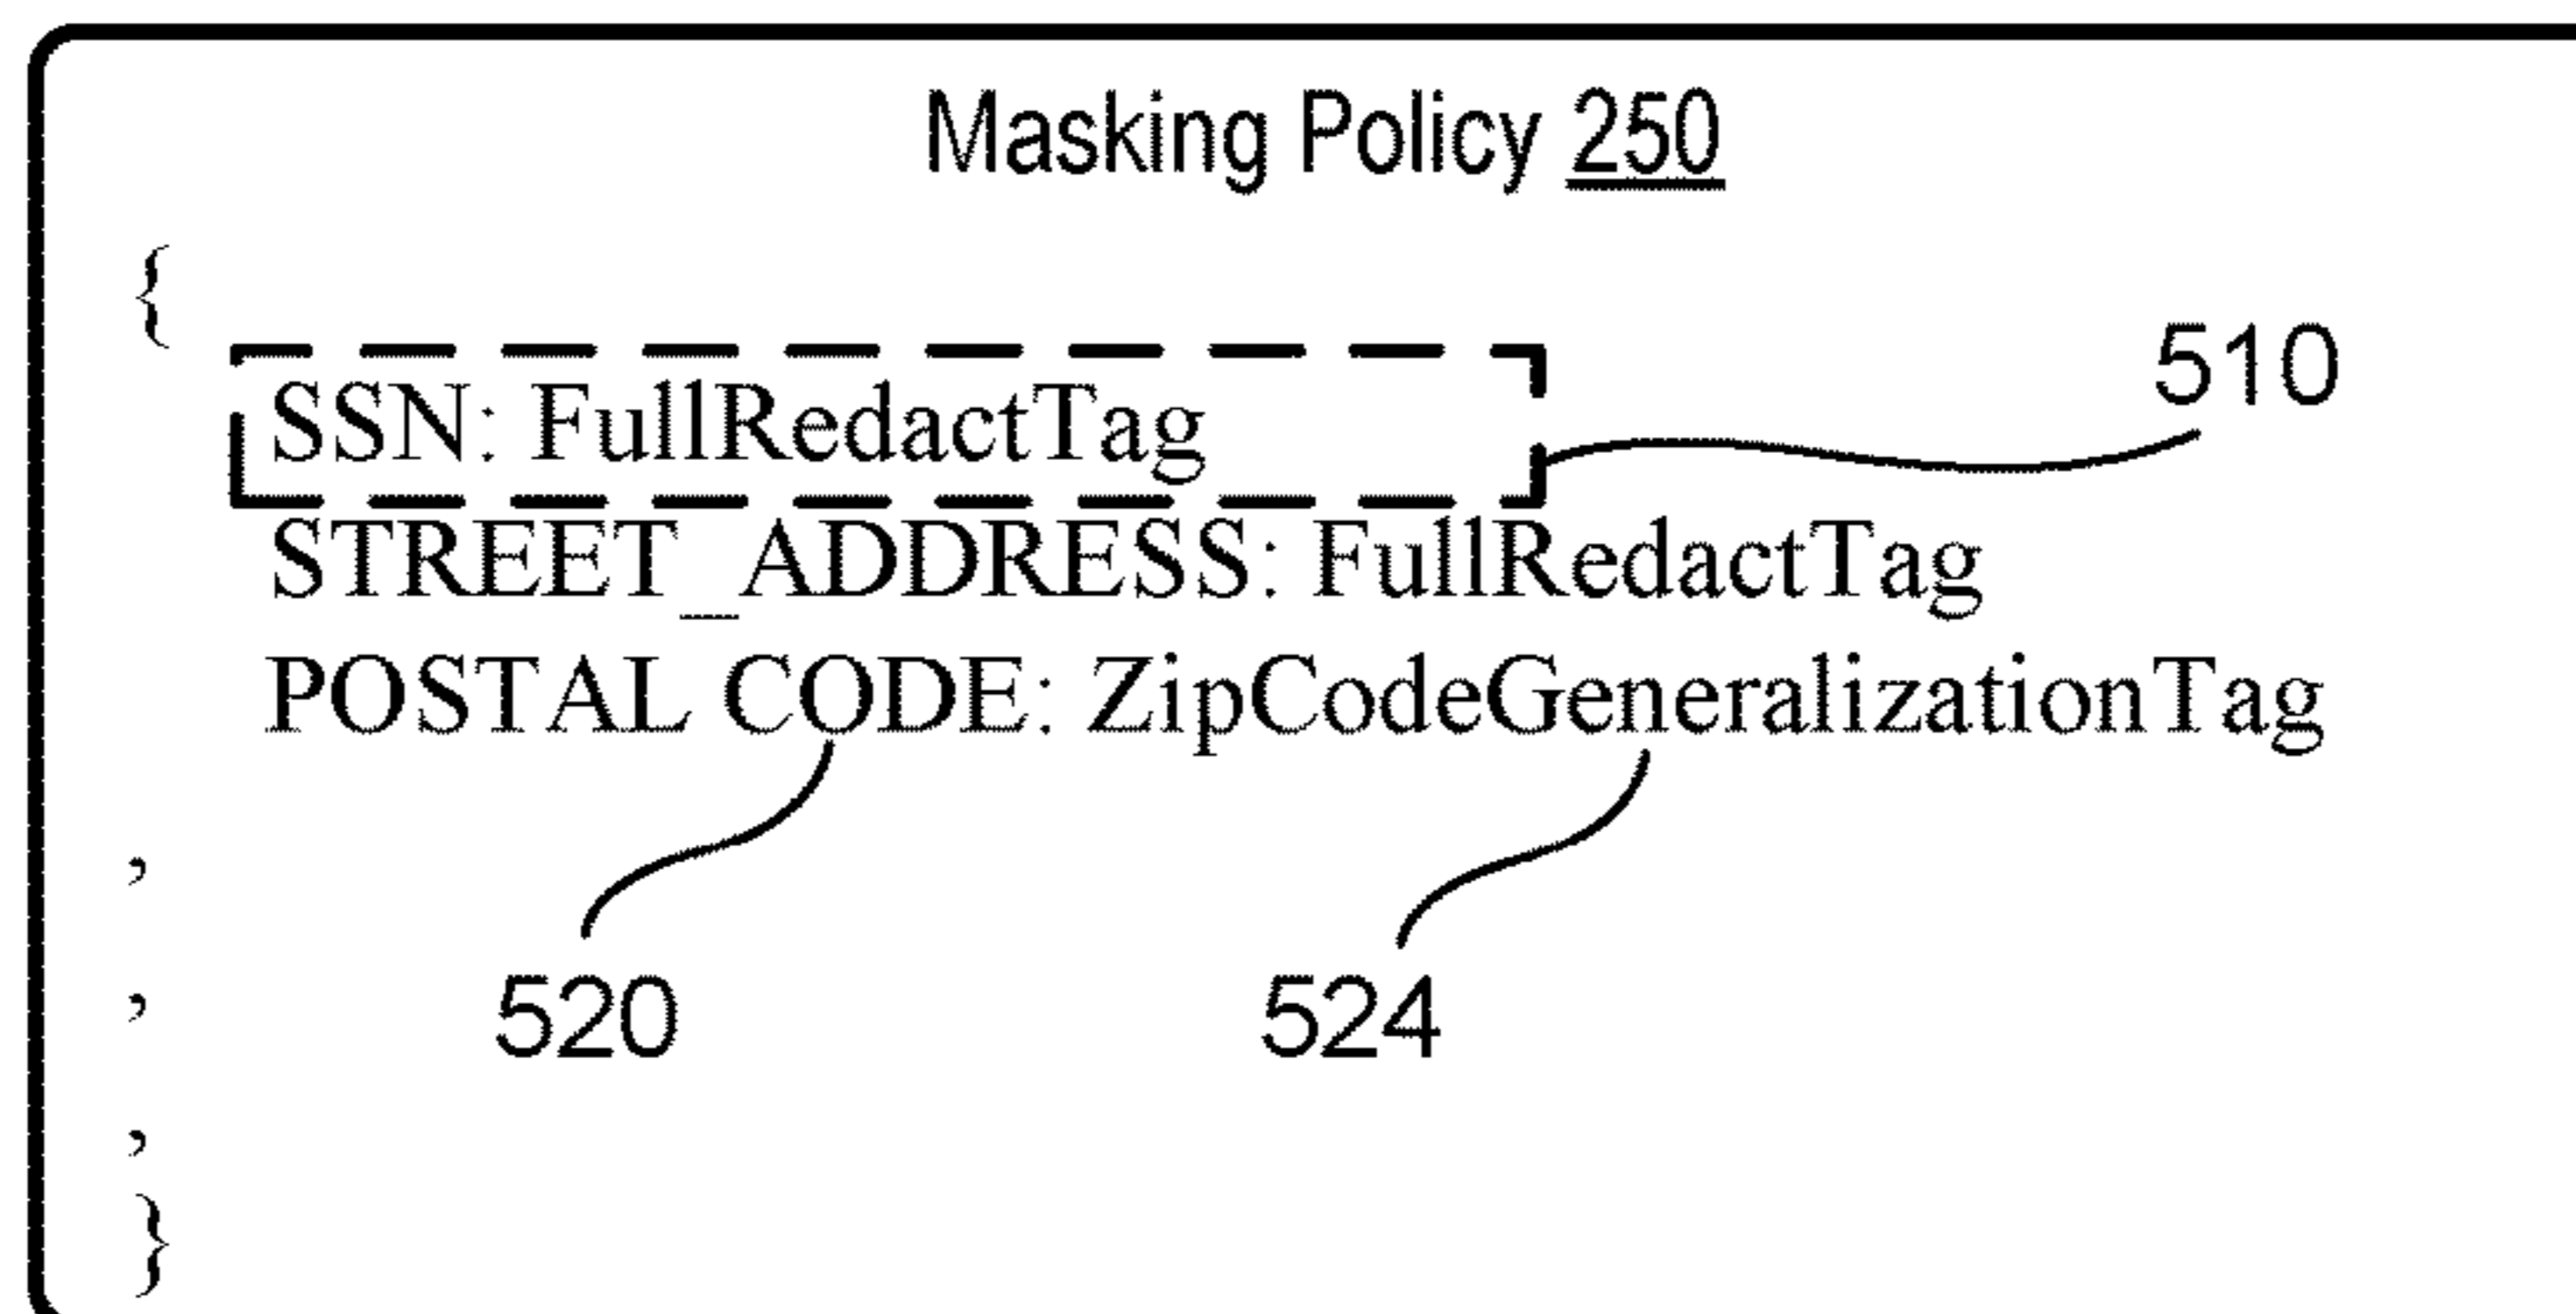 Masking Policy 250
{
SSN: FullRedactTag
510
STREET_ADDRESS: FullRedactTag
POSTAL CODE: ZipCodeGeneralizationTag
,
520 524
,
,
}